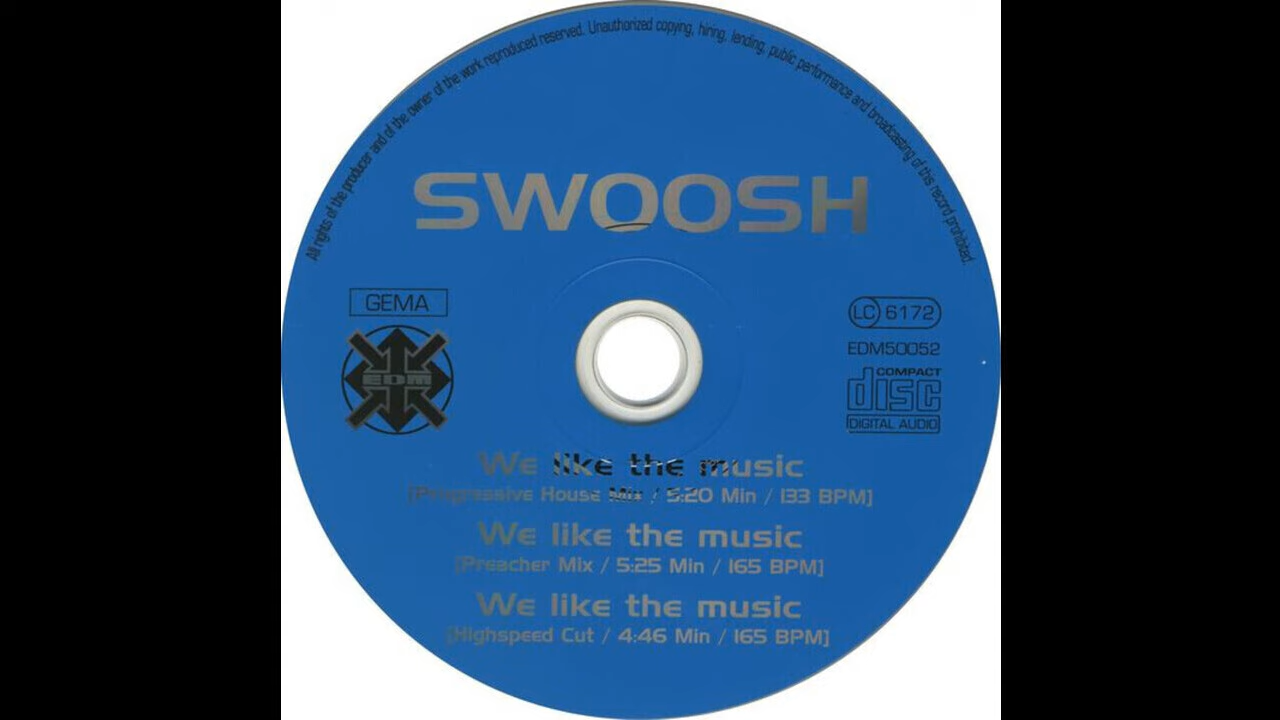 All rights of the producer and of the owner of the work reproduced reserved. Unauthorized copying, hiring, lending, public performance and broadcasting of this record prohibited.
SWOOSH
GEMA
EDM
LC 6172
EDM50052
COMPACT
disc
DIGITAL AUDIO
We like the music
[Progressive House Mix / 5:20 Min / 133 BPM]
We like the music
[Preacher Mix / 5:25 Min / 165 BPM]
We like the music
[Highspeed Cut / 4:46 Min / 165 BPM]